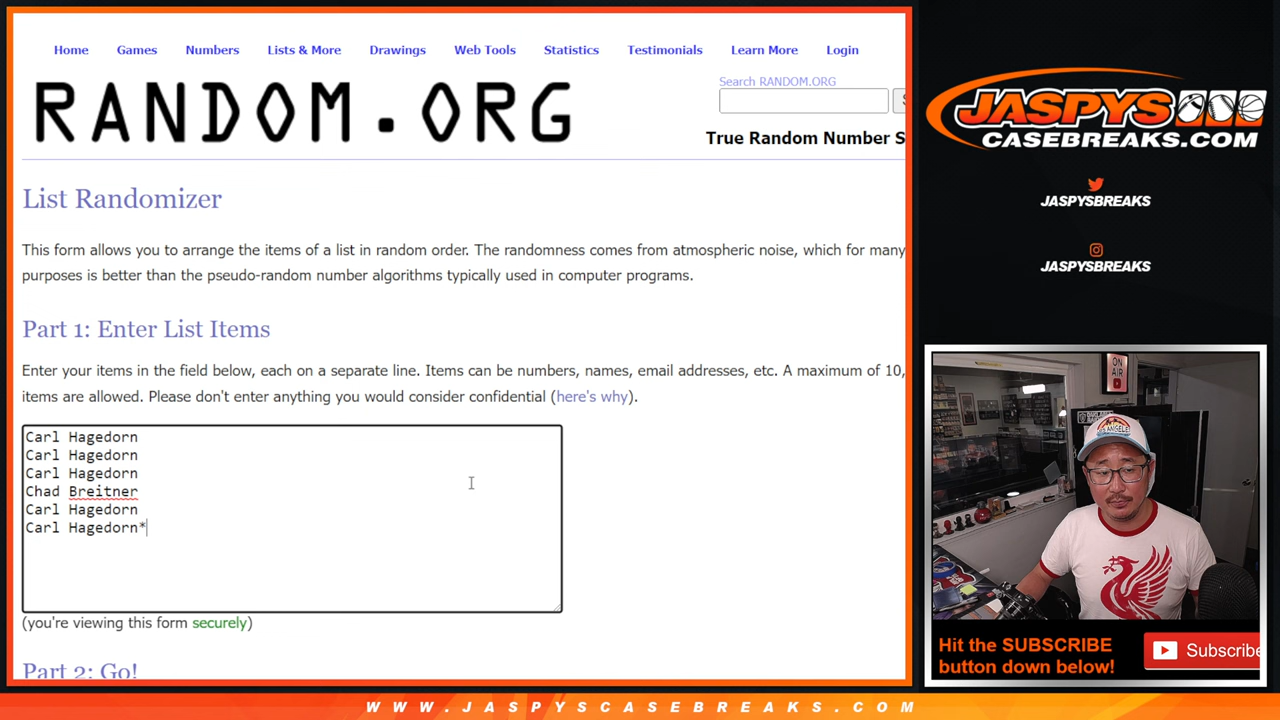 Home Games Numbers Lists & More Drawings Web Tools Statistics Testimonials Learn More Login
RANDOM.ORG
Search RANDOM.ORG
True Random Number S
List Randomizer
This form allows you to arrange the items of a list in random order. The randomness comes from atmospheric noise, which for many
purposes is better than the pseudo-random number algorithms typically used in computer programs.
Part 1: Enter List Items
Enter your items in the field below, each on a separate line. Items can be numbers, names, email addresses, etc. A maximum of 10,
items are allowed. Please don't enter anything you would consider confidential (here's why).
Carl Hagedorn
Carl Hagedorn
Carl Hagedorn
Chad Breitner
Carl Hagedorn
Carl Hagedorn*
(you're viewing this form securely)
Part 2: Go!
JASPYS
CASEBREAKS.COM
JASPYSBREAKS
JASPYSBREAKS
ON
AIR
Hit the SUBSCRIBE
button down below!
Subscribe
WWW.JASPYSCASEBREAKS.COM